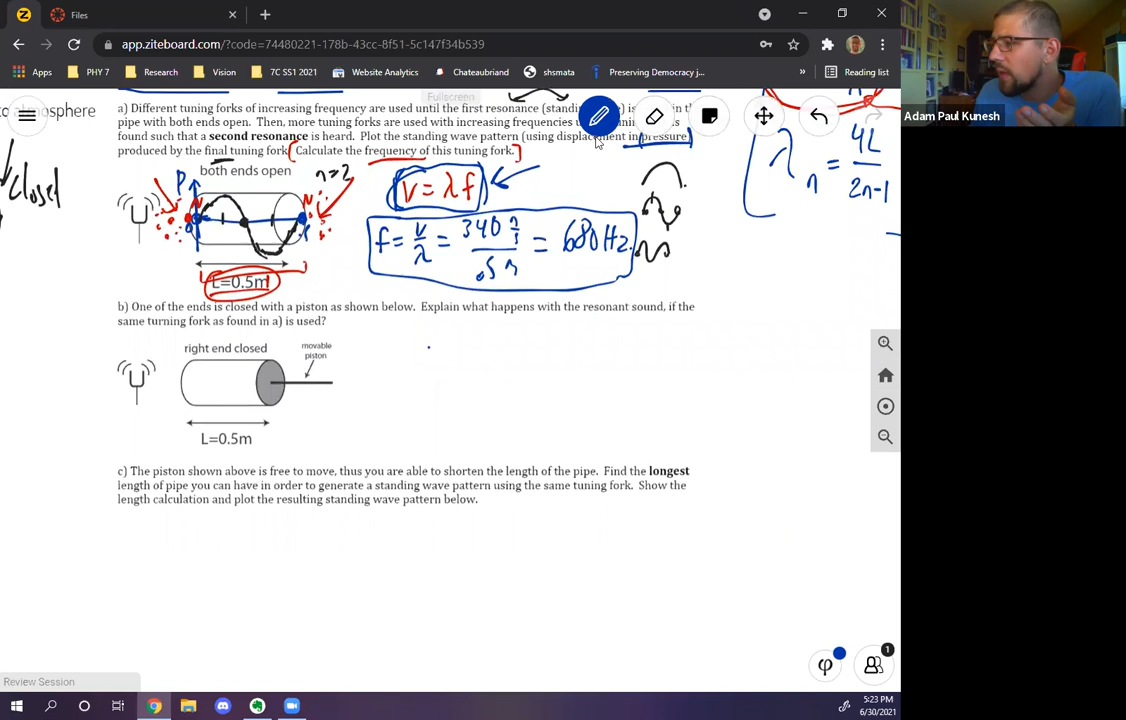 Files
app.ziteboard.com/?code=74480221-178b-43cc-8f51-5c147f34b539
Apps
PHY 7
Research
Vision
7C SS1 2021
Website Analytics
Chateaubriand
shsmata
Preserving Democracy j...
»
Reading list
Fullscreen
Adam Paul Kunesh
o atmosphere
closed
a) Different tuning forks of increasing frequency are used until the first resonance (standi
pipe with both ends open. Then, more tuning forks are used with increasing frequencies
found such that a second resonance is heard. Plot the standing wave pattern (using displacement in pressure)
produced by the final tuning fork. [Calculate the frequency of this tuning fork.]
both ends open
n=2
P
L=0.5m
v = λf
f = v/λ = 340 m/s / .5 m = 680 Hz.
λn = 4L / 2n-1
b) One of the ends is closed with a piston as shown below. Explain what happens with the resonant sound, if the
same turning fork as found in a) is used?
right end closed
movable
piston
L=0.5m
c) The piston shown above is free to move, thus you are able to shorten the length of the pipe. Find the longest
length of pipe you can have in order to generate a standing wave pattern using the same tuning fork. Show the
length calculation and plot the resulting standing wave pattern below.
φ
1
Review Session
5:23 PM
6/30/2021